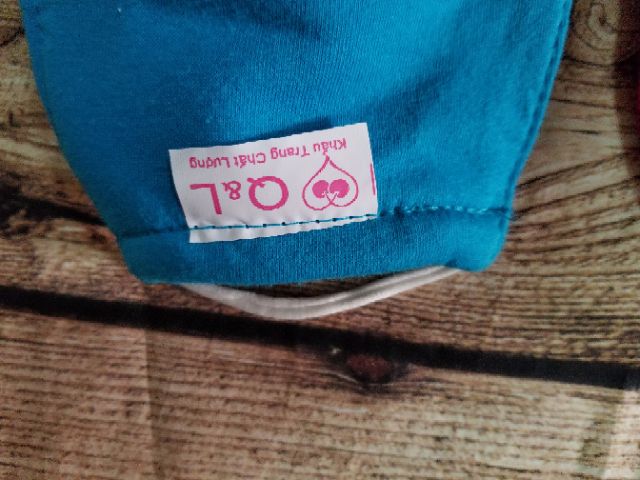 Q&L
Khẩu Trang Chất Lượng